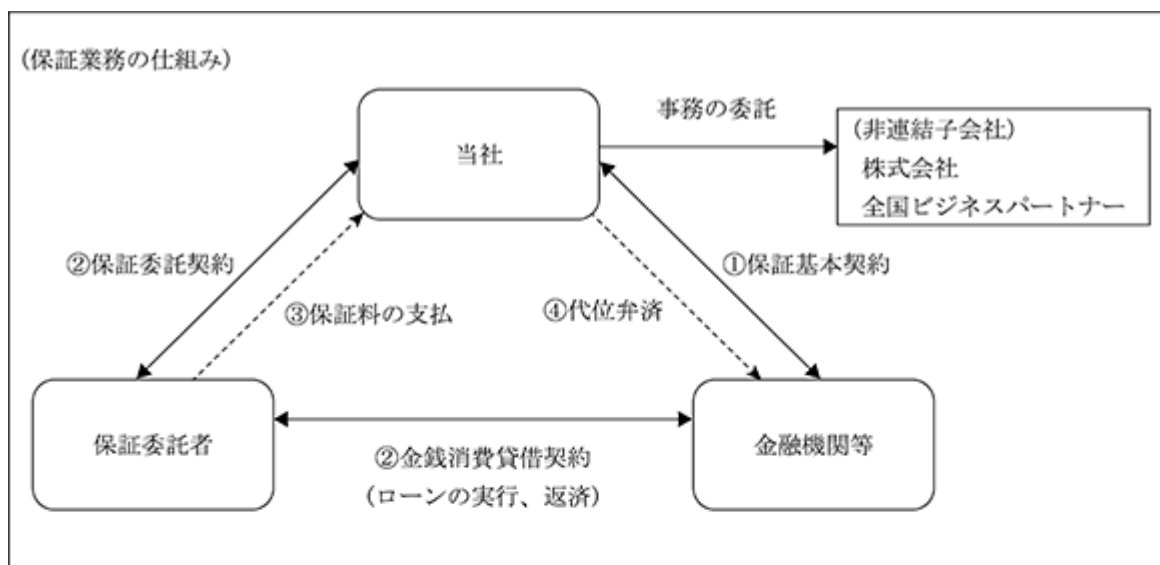 (保証業務の仕組み)
事務の委託
当社
(非連結子会社)
株式会社
全国ビジネスパートナー
②保証委託契約
①保証基本契約
③保証料の支払
④代位弁済
保証委託者
金融機関等
②金銭消費貸借契約
(ローンの実行、返済)